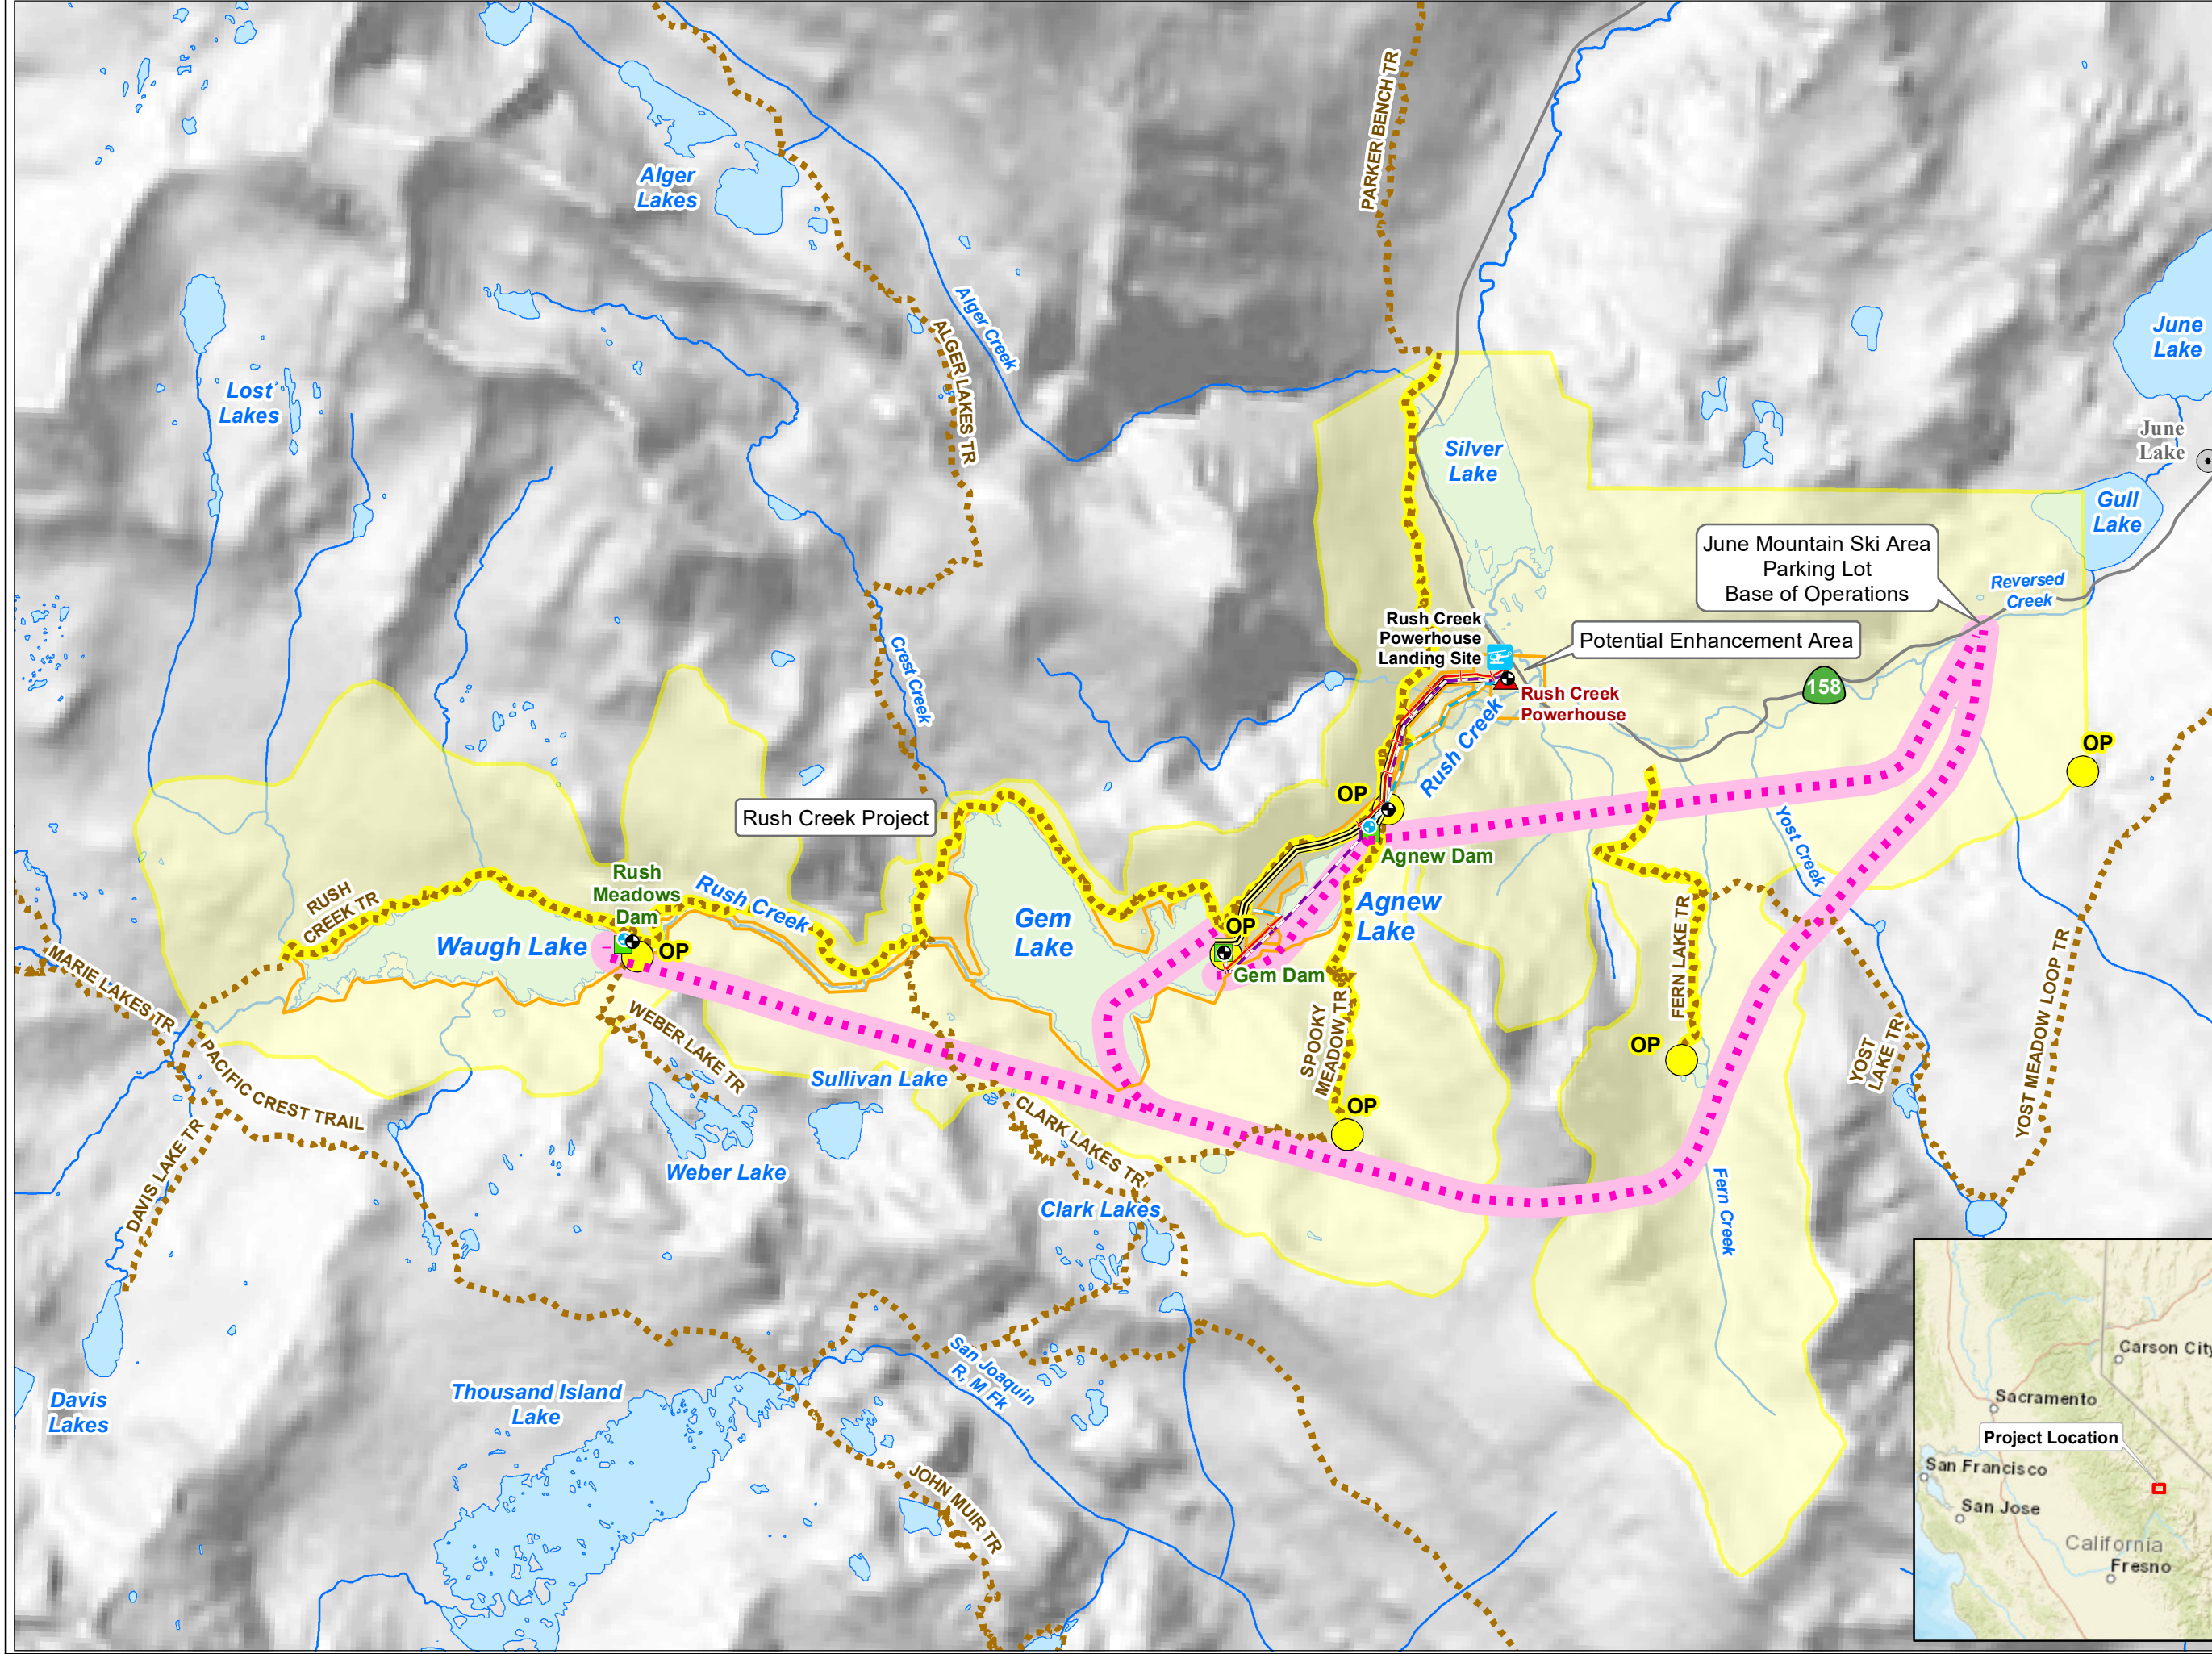 PARKER BENCH TR
Alger
Lakes
Alger Creek
ALGER LAKES TR
June
Lake
Lost
Lakes
June
Lake
Silver
Lake
Gull
Lake
June Mountain Ski Area
Parking Lot
Base of Operations
Reversed
Creek
Rush Creek
Powerhouse
Landing Site
Potential Enhancement Area
Crest Creek
158
Rush Creek
Powerhouse
Rush Creek
OP
OP
Rush Creek Project
Yost Creek
Agnew Dam
Rush
Meadows
Dam
Rush Creek
RUSH
CREEK TR
Agnew
Lake
Gem
Lake
OP
Waugh Lake
OP
Gem Dam
FERN LAKE TR
MARIE LAKES TR
WEBER LAKE TR
SPOOKY
MEADOW TR
OP
YOST
LAKE TR
YOST MEADOW LOOP TR
PACIFIC CREST TRAIL
Sullivan Lake
OP
CLARK LAKES TR
DAVIS LAKE TR
Weber Lake
Clark Lakes
Fern Creek
San Joaquin
R, M Fk
Thousand Island
Lake
Davis
Lakes
JOHN MUIR TR
Carson City
Sacramento
Project Location
San Francisco
San Jose
California
Fresno